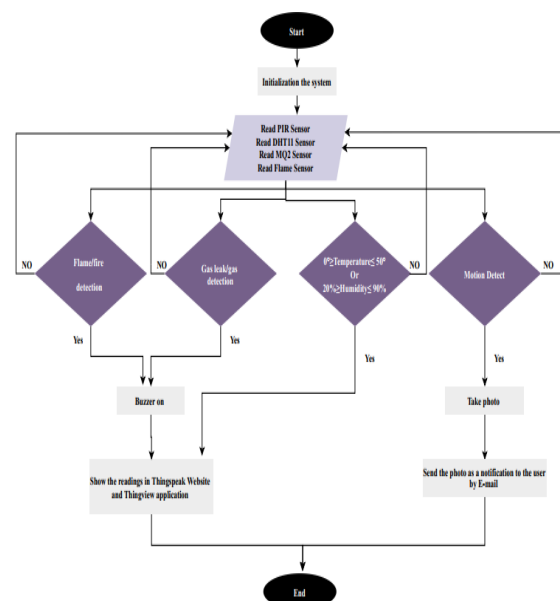 Start
Initialization the system
Read PIR Sensor
Read DHT11 Sensor
Read MQ2 Sensor
Read Flame Sensor
NO
Flame/fire
detection
NO
Gas leak/gas
detection
0°≥Temperature≤ 50°
Or
20%≥Humidity≤ 90%
NO
Motion Detect
NO
Yes
Yes
Yes
Yes
Buzzer on
Take photo
Show the readings in Thingspeak Website
and Thingview application
Send the photo as a notification to the user
by E-mail
End